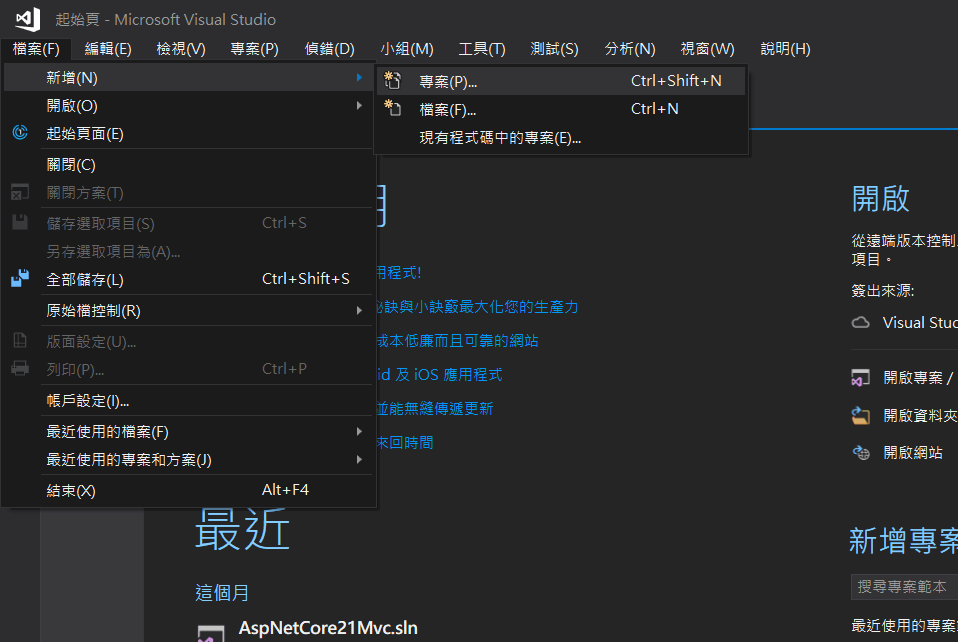 起始頁 - Microsoft Visual Studio
檔案(F) 編輯(E) 檢視(V) 專案(P) 偵錯(D) 小組(M) 工具(T) 測試(S) 分析(N) 視窗(W) 說明(H)
新增(N)
開啟(O)
起始頁面(E)
關閉(C)
關閉方案(T)
儲存選取項目(S) Ctrl+S
另存選取項目為(A)...
全部儲存(L) Ctrl+Shift+S
原始檔控制(R)
版面設定(U)...
列印(P)... Ctrl+P
帳戶設定(I)...
最近使用的檔案(F)
最近使用的專案和方案(J)
結束(X) Alt+F4
專案(P)... Ctrl+Shift+N
檔案(F)... Ctrl+N
現有程式碼中的專案(E)...
用程式!
秘訣與小訣竅最大化您的生產力
成本低廉而且可靠的網站
id 及 iOS 應用程式
並能無縫傳遞更新
來回時間
最近
這個月
AspNetCore21Mvc.sln
開啟
從遠端版本控制
項目。
簽出來源:
Visual Stud
開啟專案 /
開啟資料夾
開啟網站
新增專案
搜尋專案範本
最近使用的專案